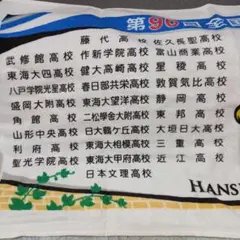 第96回全国
武修館高校
東海大四高校
八戸学院光星高校
盛岡大附高校
角館高校
山形中央高校
利府高校
聖光学院高校
藤代高校
作新学院高校
健大高崎高校
春日部共栄高校
東海大望洋高校
二松學舎大附高校
日大鶴ケ丘高校
東海大相模高校
東海大甲府高校
日本文理高校
佐久長聖高校
富山商業高校
星稜高校
敦賀気比高校
静岡高校
東邦高校
大垣日大高校
三重高校
近江高校
HANS